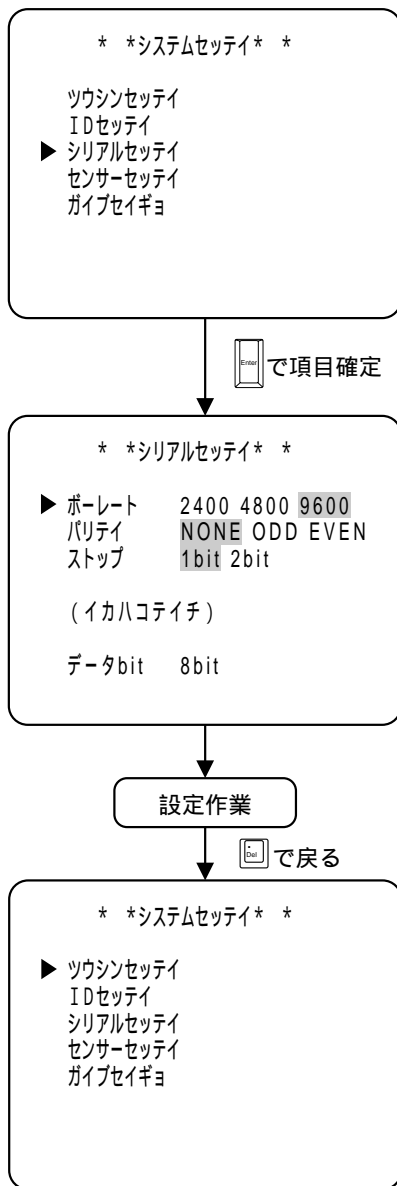 * *システムセッテイ* *
ツウシンセッテイ
IDセッテイ
▶ シリアルセッテイ
センサーセッテイ
ガイブセイギョ
Enter で項目確定
* *シリアルセッテイ* *
▶ ボーレート 2400 4800 9600
パリテイ NONE ODD EVEN
ストップ 1bit 2bit
(イカハコテイチ)
データbit 8bit
設定作業
Del で戻る
* *システムセッテイ* *
▶ ツウシンセッテイ
IDセッテイ
シリアルセッテイ
センサーセッテイ
ガイブセイギョ